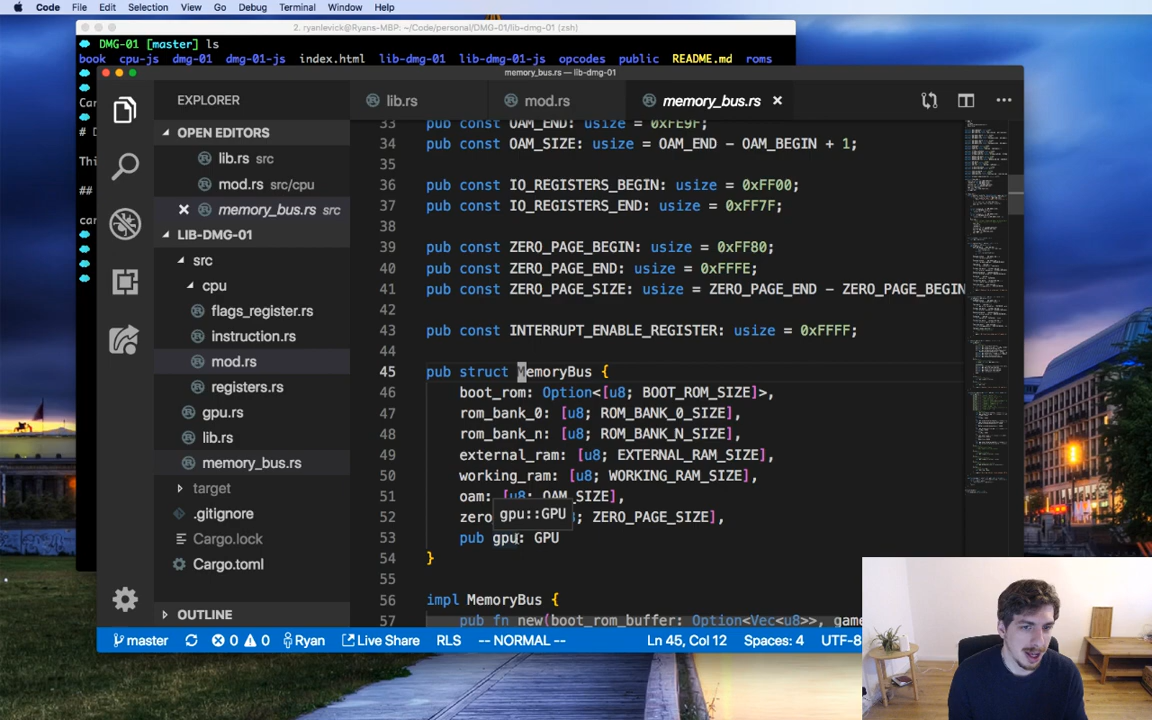 Code File Edit Selection View Go Debug Terminal Window Help
2. ryanlevick@Ryans-MBP: ~/Code/personal/DMG-01/lib-dmg-01 (zsh)
DMG-01 [master] ls
book cpu-js dmg-01 dmg-01-js index.html lib-dmg-01 lib-dmg-01-js opcodes public README.md roms
memory_bus.rs — lib-dmg-01
Car
# D
Thi
##
car
EXPLORER
OPEN EDITORS
lib.rs src
mod.rs src/cpu
memory_bus.rs src
LIB-DMG-01
src
cpu
flags_register.rs
instruction.rs
mod.rs
registers.rs
gpu.rs
lib.rs
memory_bus.rs
target
.gitignore
Cargo.lock
Cargo.toml
OUTLINE
lib.rs mod.rs memory_bus.rs
33 pub const OAM_END: usize = 0xFE9F;
34 pub const OAM_SIZE: usize = OAM_END - OAM_BEGIN + 1;
35
36 pub const IO_REGISTERS_BEGIN: usize = 0xFF00;
37 pub const IO_REGISTERS_END: usize = 0xFF7F;
38
39 pub const ZERO_PAGE_BEGIN: usize = 0xFF80;
40 pub const ZERO_PAGE_END: usize = 0xFFFE;
41 pub const ZERO_PAGE_SIZE: usize = ZERO_PAGE_END - ZERO_PAGE_BEGIN
42
43 pub const INTERRUPT_ENABLE_REGISTER: usize = 0xFFFF;
44
45 pub struct MemoryBus {
46 boot_rom: Option<[u8; BOOT_ROM_SIZE]>,
47 rom_bank_0: [u8; ROM_BANK_0_SIZE],
48 rom_bank_n: [u8; ROM_BANK_N_SIZE],
49 external_ram: [u8; EXTERNAL_RAM_SIZE],
50 working_ram: [u8; WORKING_RAM_SIZE],
51 oam: [u8; OAM_SIZE],
gpu::GPU
52 zero ; ZERO_PAGE_SIZE],
53 pub gpu: GPU
54 }
55
56 impl MemoryBus {
57 pub fn new(boot_rom_buffer: Option<Vec<u8>>, game
master 0 0 Ryan Live Share RLS -- NORMAL -- Ln 45, Col 12 Spaces: 4 UTF-8